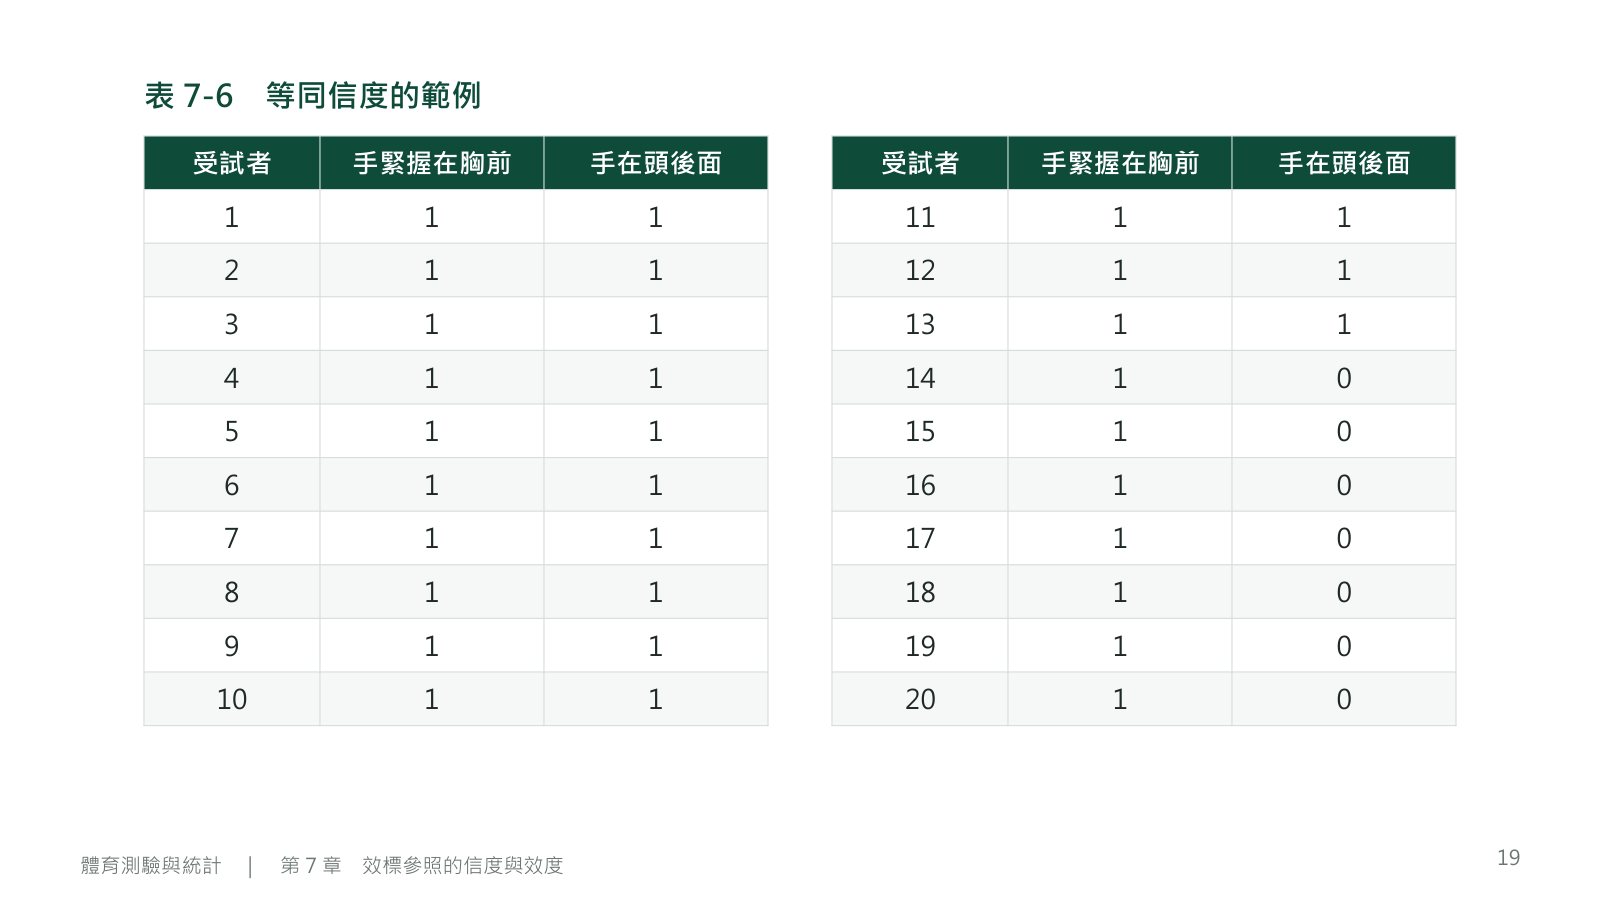 表 7-6　等同信度的範例
受試者 手緊握在胸前 手在頭後面
1 1 1
2 1 1
3 1 1
4 1 1
5 1 1
6 1 1
7 1 1
8 1 1
9 1 1
10 1 1
受試者 手緊握在胸前 手在頭後面
11 1 1
12 1 1
13 1 1
14 1 0
15 1 0
16 1 0
17 1 0
18 1 0
19 1 0
20 1 0
體育測驗與統計　|　第 7 章　效標參照的信度與效度
19